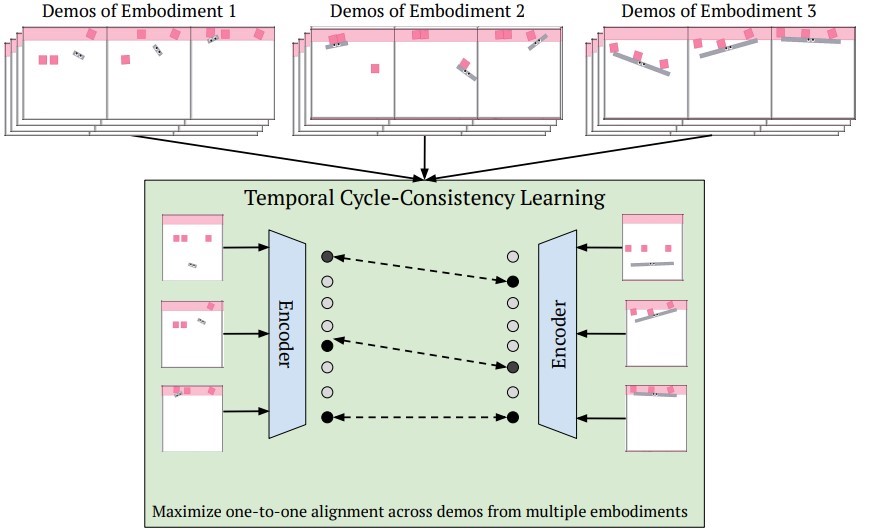 Demos of Embodiment 1
Demos of Embodiment 2
Demos of Embodiment 3
Temporal Cycle-Consistency Learning
Encoder
Encoder
Maximize one-to-one alignment across demos from multiple embodiments